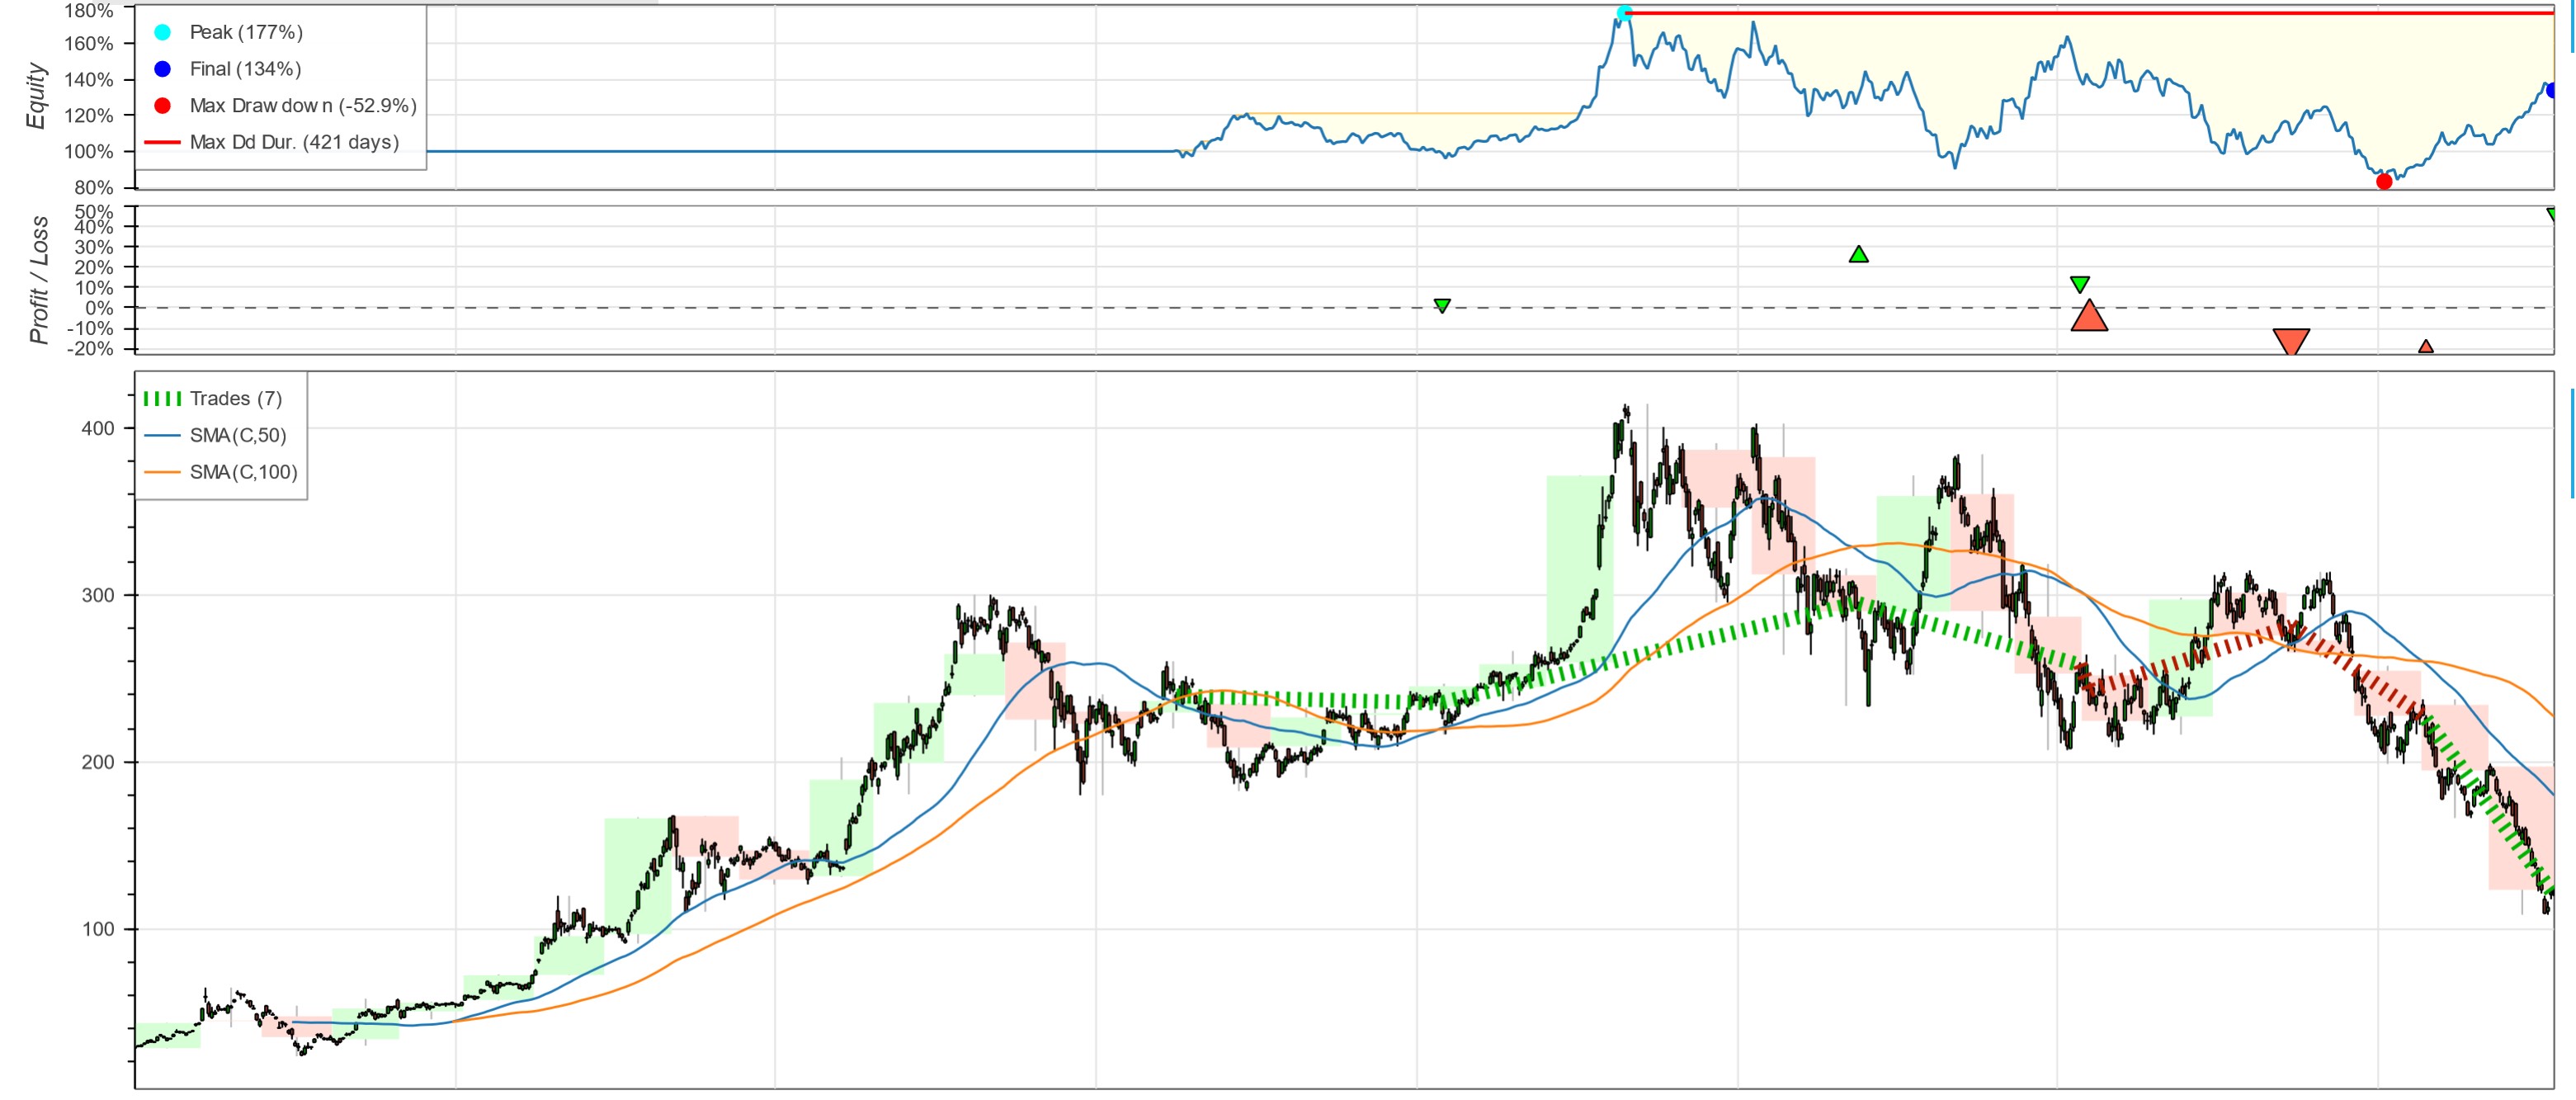 Equity
180%
160%
140%
120%
100%
80%
Peak (177%)
Final (134%)
Max Draw dow n (-52.9%)
Max Dd Dur. (421 days)
Profit / Loss
50%
40%
30%
20%
10%
0%
-10%
-20%
Trades (7)
SMA(C,50)
SMA(C,100)
400
300
200
100